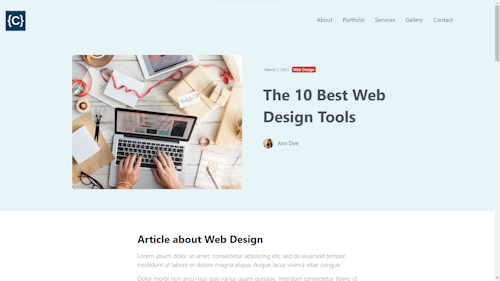 {C}
About Portfolio Services Gallery Contact
March 7, 2023 Web Design
The 10 Best Web
Design Tools
Ann Doe
Article about Web Design
Lorem ipsum dolor sit amet, consectetur adipiscing elit, sed do eiusmod tempor
incididunt ut labore et dolore magna aliqua. Augue lacus viverra vitae congue.
Dolor morbi non arcu risus quis varius quam quisque. Interdum consectetur libero id